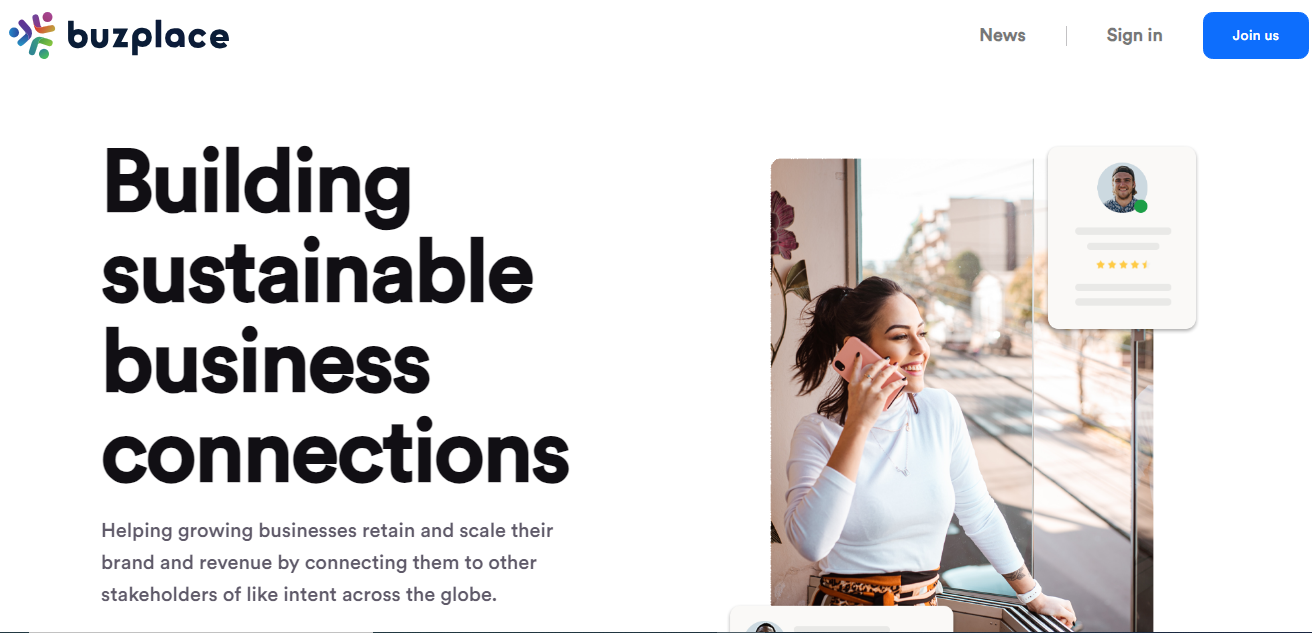 buzplace
News
Sign in
Join us
Building
sustainable
business
connections
Helping growing businesses retain and scale their
brand and revenue by connecting them to other
stakeholders of like intent across the globe.